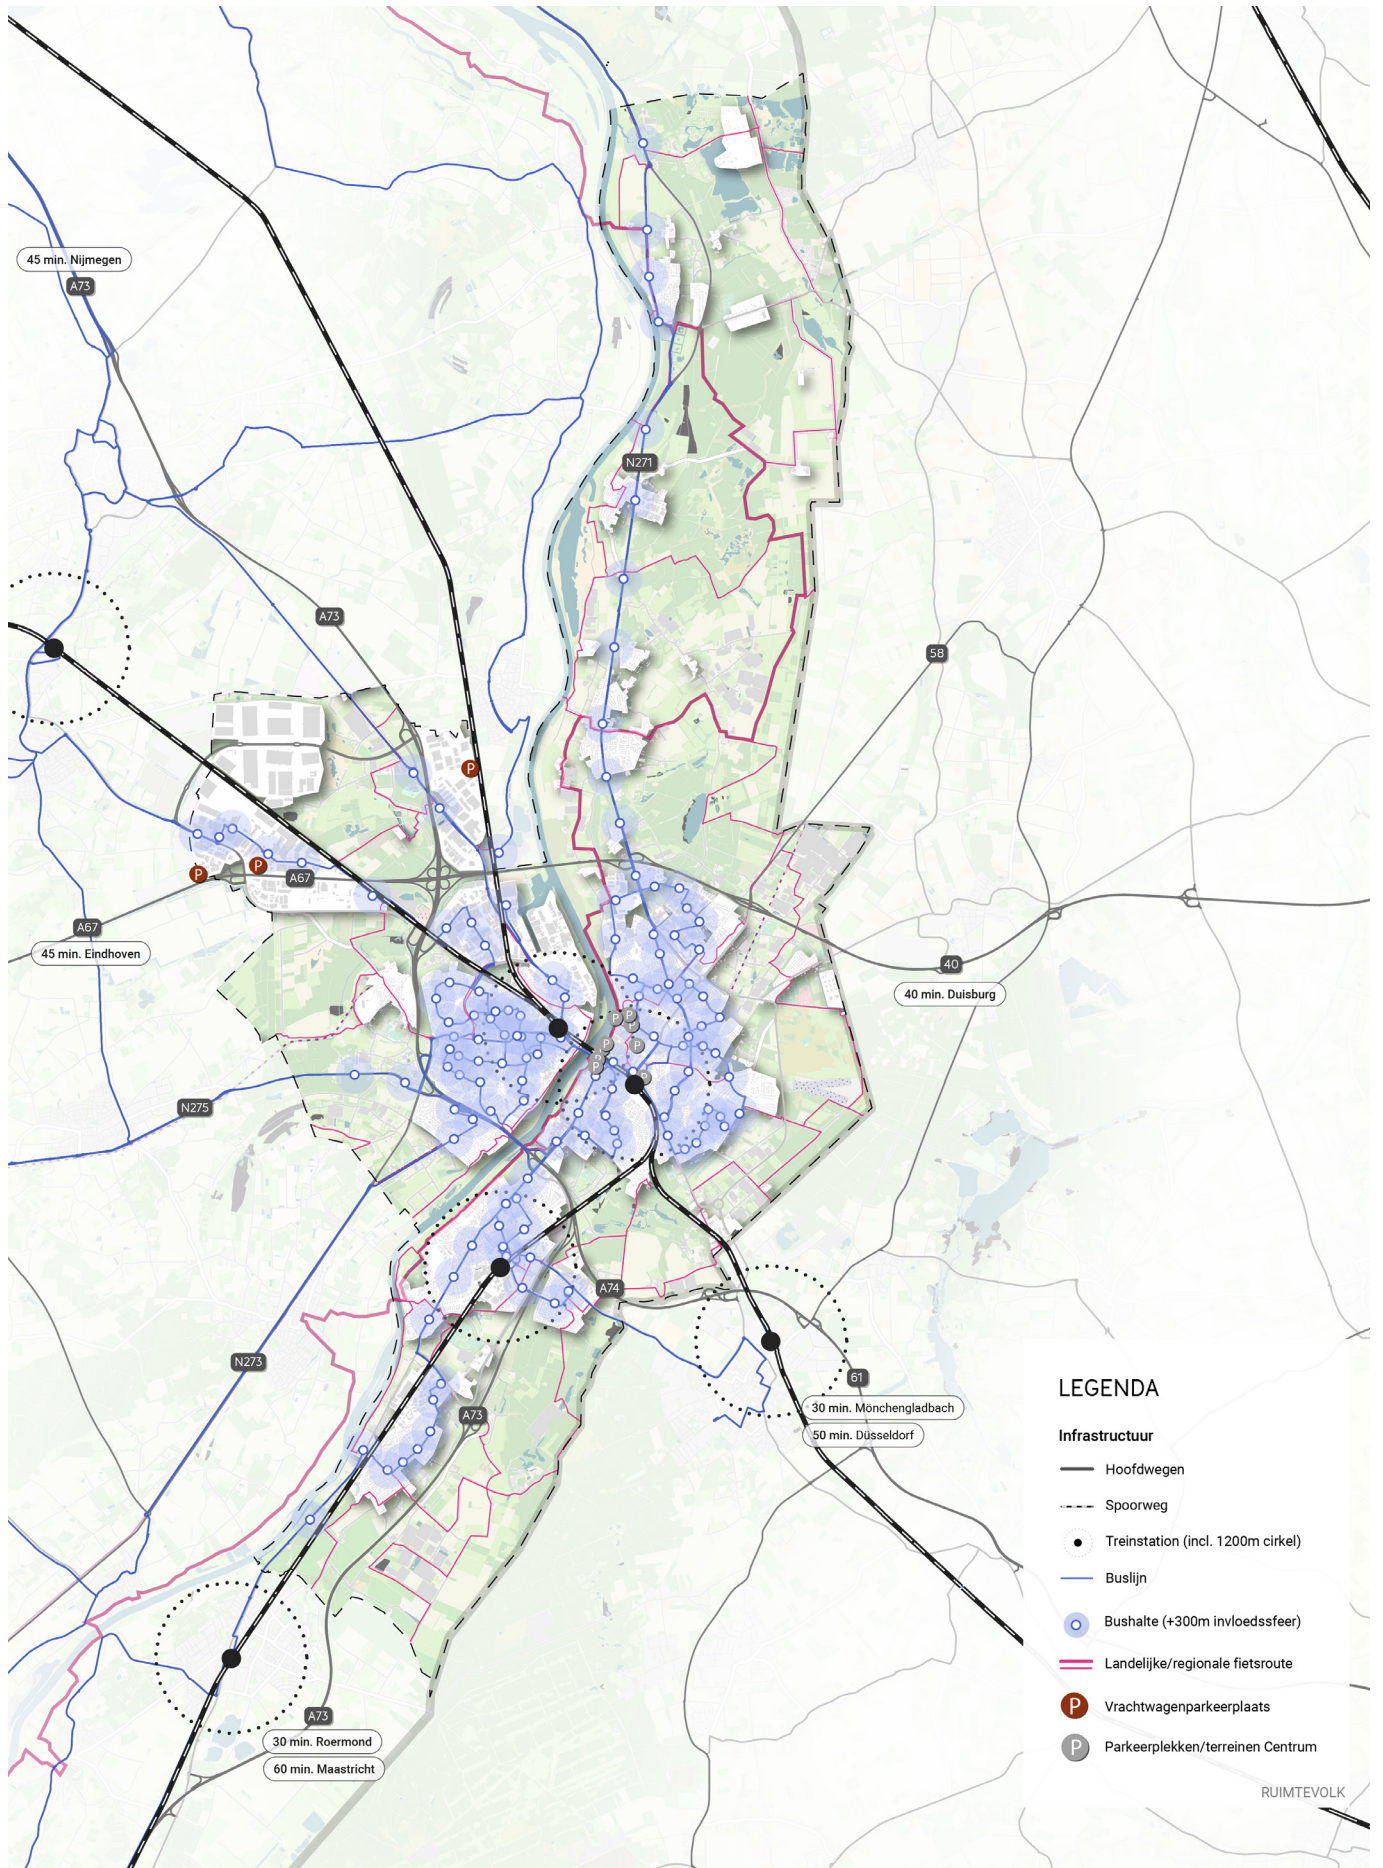 45 min. Nijmegen
A73
N271
A73
58
P
P
P
A67
A67
45 min. Eindhoven
40
40 min. Duisburg
P
P
P
P
P
P
P
P
N275
A74
N273
61
30 min. Mönchengladbach
50 min. Düsseldorf
A73
A73
30 min. Roermond
60 min. Maastricht
LEGENDA
Infrastructuur
Hoofdwegen
Spoorweg
Treinstation (incl. 1200m cirkel)
Buslijn
Bushalte (+300m invloedssfeer)
Landelijke/regionale fietsroute
P Vrachtwagenparkeerplaats
P Parkeerplekken/terreinen Centrum
RUIMTEVOLK